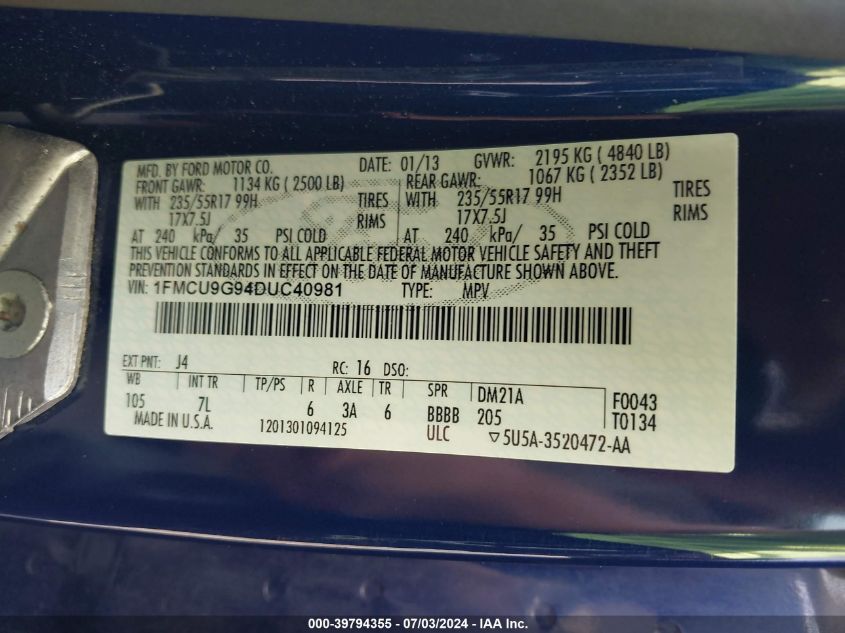 MFD. BY FORD MOTOR CO. DATE: 01/13 GVWR: 2195 KG ( 4840 LB)
FRONT GAWR: 1134 KG ( 2500 LB) REAR GAWR: 1067 KG ( 2352 LB)
WITH 235/55R17 99H TIRES WITH 235/55R17 99H TIRES
17X7.5J RIMS 17X7.5J RIMS
AT 240 kPa/ 35 PSI COLD AT 240 kPa/ 35 PSI COLD
THIS VEHICLE CONFORMS TO ALL APPLICABLE FEDERAL MOTOR VEHICLE SAFETY AND THEFT
PREVENTION STANDARDS IN EFFECT ON THE DATE OF MANUFACTURE SHOWN ABOVE.
VIN: 1FMCU9G94DUC40981 TYPE: MPV
EXT PNT: J4 RC: 16 DSO:
WB INT TR TP/PS R AXLE TR SPR DM21A F0043
105 7L 6 3A 6 BBBB 205 T0134
MADE IN U.S.A. 1201301094125 ULC ▽5U5A-3520472-AA
000-39794355 - 07/03/2024 - IAA Inc.